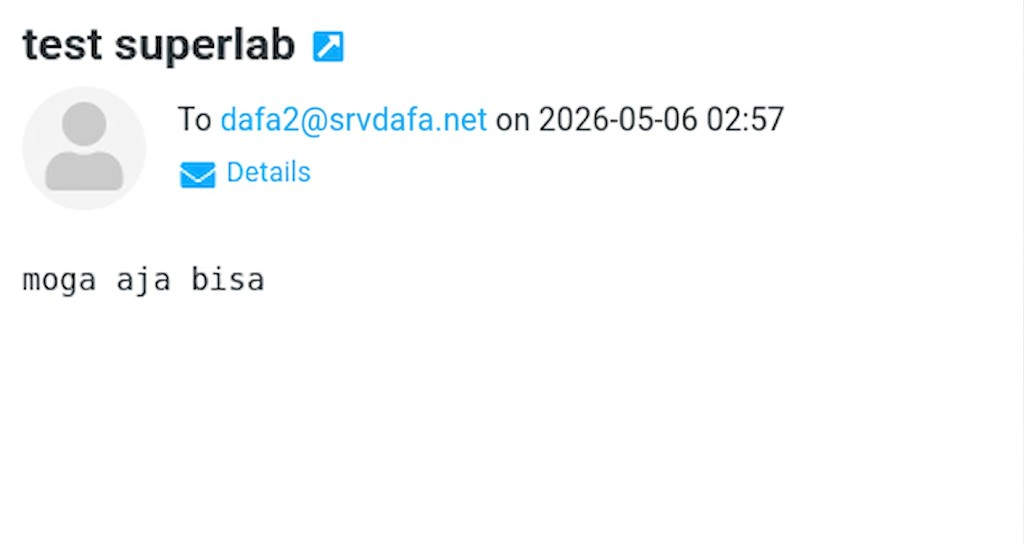 test superlab
To dafa2@srvdafa.net on 2026-05-06 02:57
Details
moga aja bisa